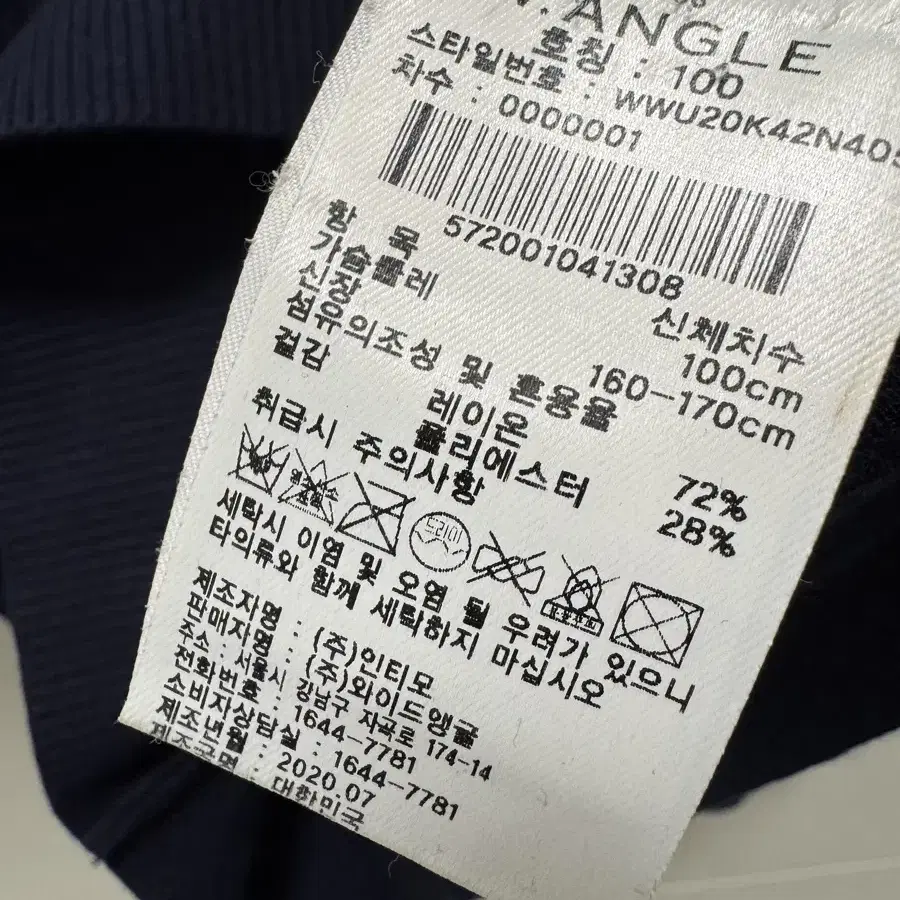 W.ANGLE
호칭 : 100
스타일번호 : WWU20K42N405
차수 : 0000001
572001041308
항 목 신체치수
가슴둘레 100cm
신장 160-170cm
섬유의조성 및 혼용율
겉감 레이온 72%
폴리에스터 28%
취급시 주의사항
드라이
세탁시 이염 및 오염 될 우려가 있으니
타의류와 함께 세탁하지 마십시오
제조자명 : (주)인티모
판매자명 : (주)와이드앵글
주소 : 서울시 강남구 자곡로 174-14
전화번호 : 1644-7781
소비자상담실 : 1644-7781
제조년월 : 2020.07
제조국명 : 대한민국